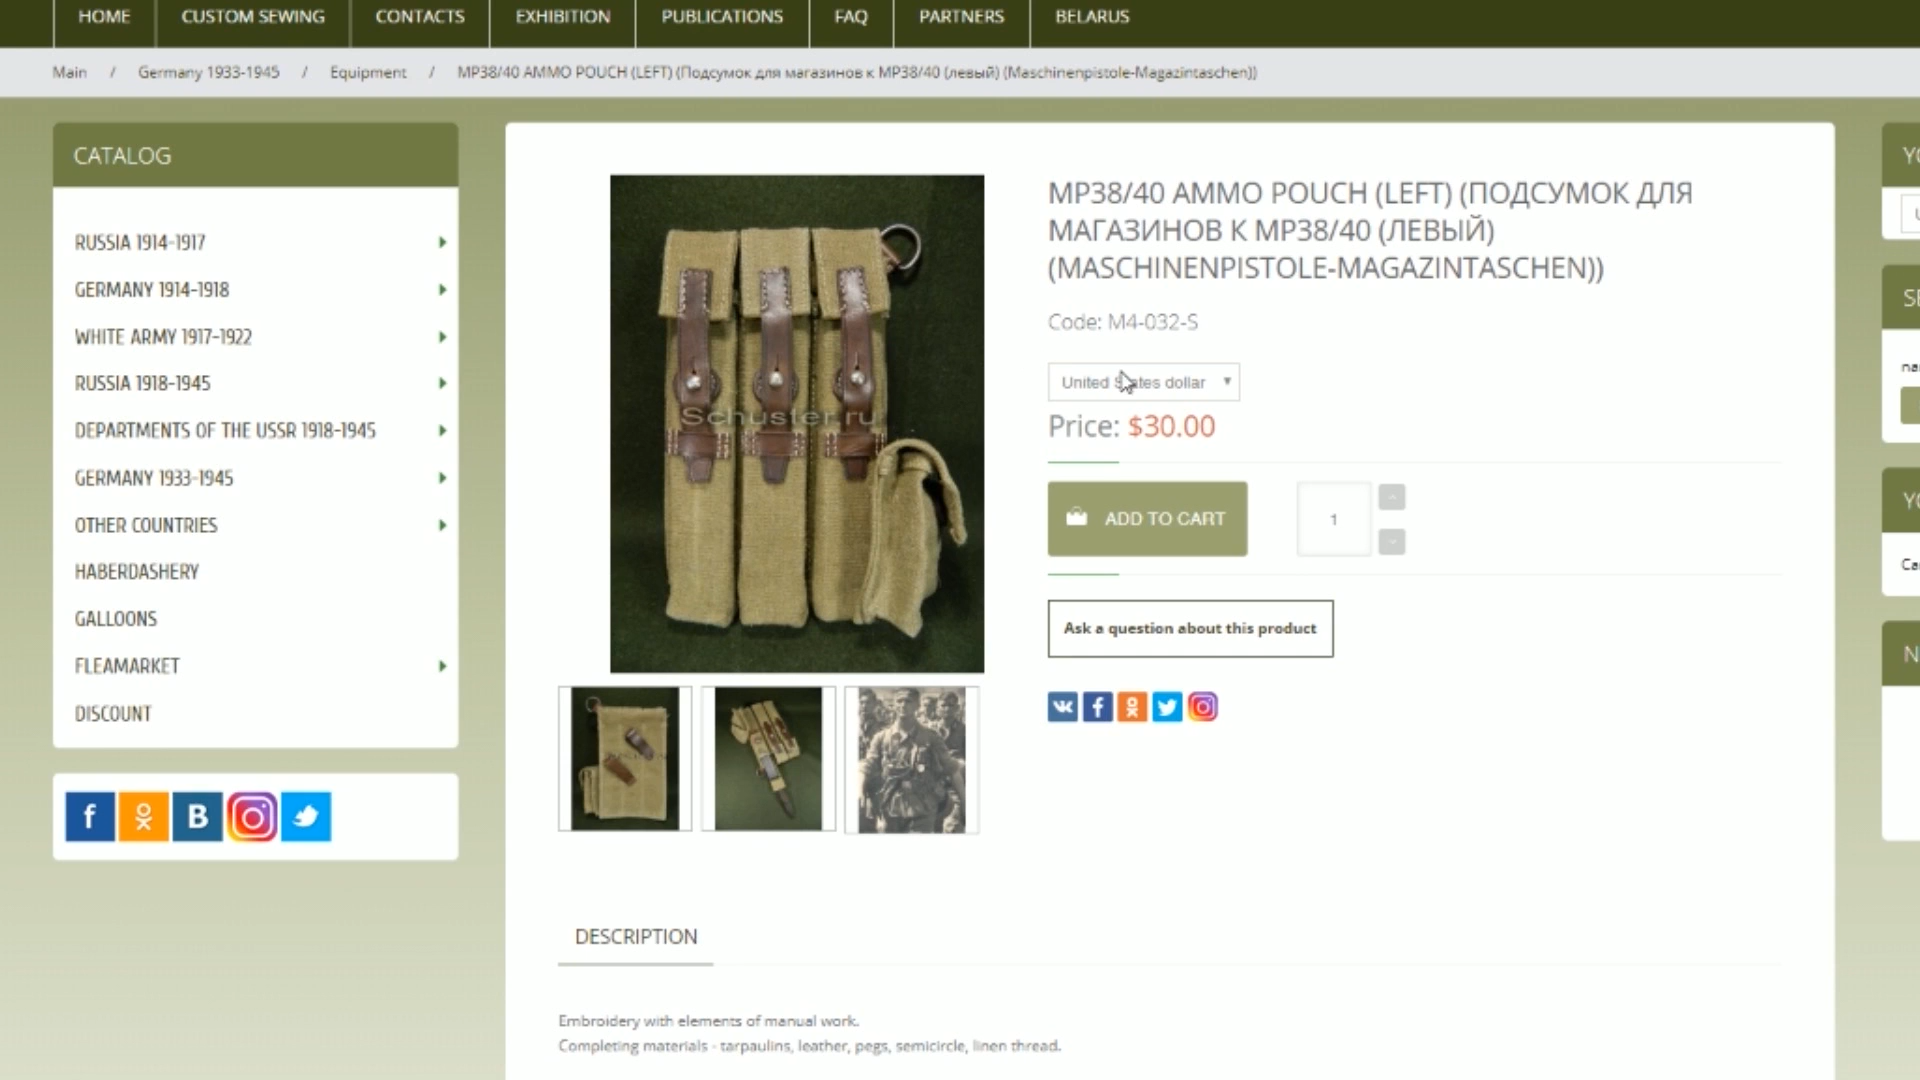 HOME
CUSTOM SEWING
CONTACTS
EXHIBITION
PUBLICATIONS
FAQ
PARTNERS
BELARUS
Main / Germany 1933-1945 / Equipment / MP38/40 AMMO POUCH (LEFT) (Подсумок для магазинов к MP38/40 (левый) (Maschinenpistole-Magazintaschen))
CATALOG
RUSSIA 1914-1917
GERMANY 1914-1918
WHITE ARMY 1917-1922
RUSSIA 1918-1945
DEPARTMENTS OF THE USSR 1918-1945
GERMANY 1933-1945
OTHER COUNTRIES
HABERDASHERY
GALLOONS
FLEAMARKET
DISCOUNT
Schuster.ru
MP38/40 AMMO POUCH (LEFT) (ПОДСУМОК ДЛЯ
МАГАЗИНОВ К MP38/40 (ЛЕВЫЙ)
(MASCHINENPISTOLE-MAGAZINTASCHEN))
Code: M4-032-S
United States dollar
Price: $30.00
ADD TO CART
1
Ask a question about this product
DESCRIPTION
Embroidery with elements of manual work.
Completing materials - tarpaulins, leather, pegs, semicircle, linen thread.